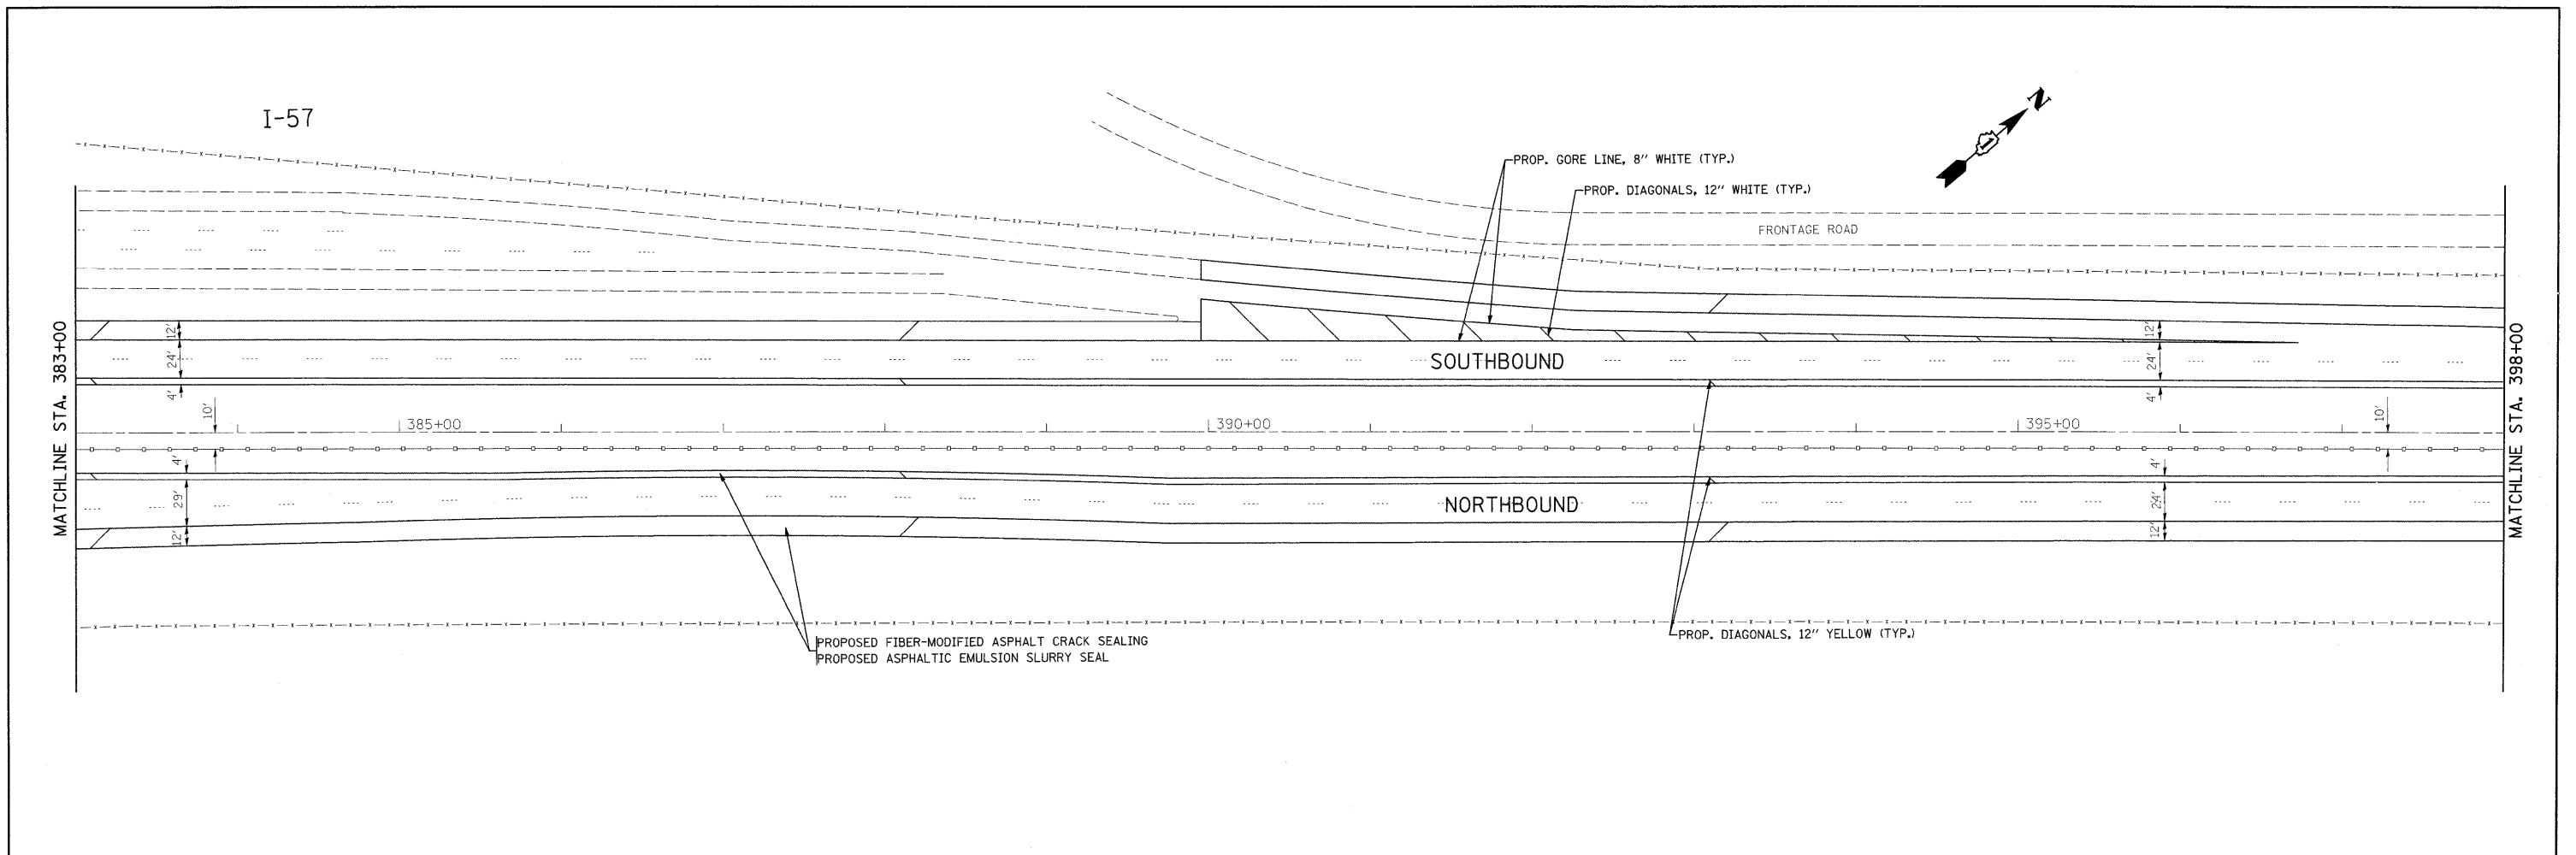 I-57
N
PROP. GORE LINE, 8" WHITE (TYP.)
PROP. DIAGONALS, 12" WHITE (TYP.)
FRONTAGE ROAD
MATCHLINE STA. 383+00
12'
24'
4'
10'
4'
29'
12'
SOUTHBOUND
385+00
390+00
395+00
NORTHBOUND
12'
24'
4'
10'
4'
24'
12'
MATCHLINE STA. 398+00
PROPOSED FIBER-MODIFIED ASPHALT CRACK SEALING
PROPOSED ASPHALTIC EMULSION SLURRY SEAL
PROP. DIAGONALS, 12" YELLOW (TYP.)